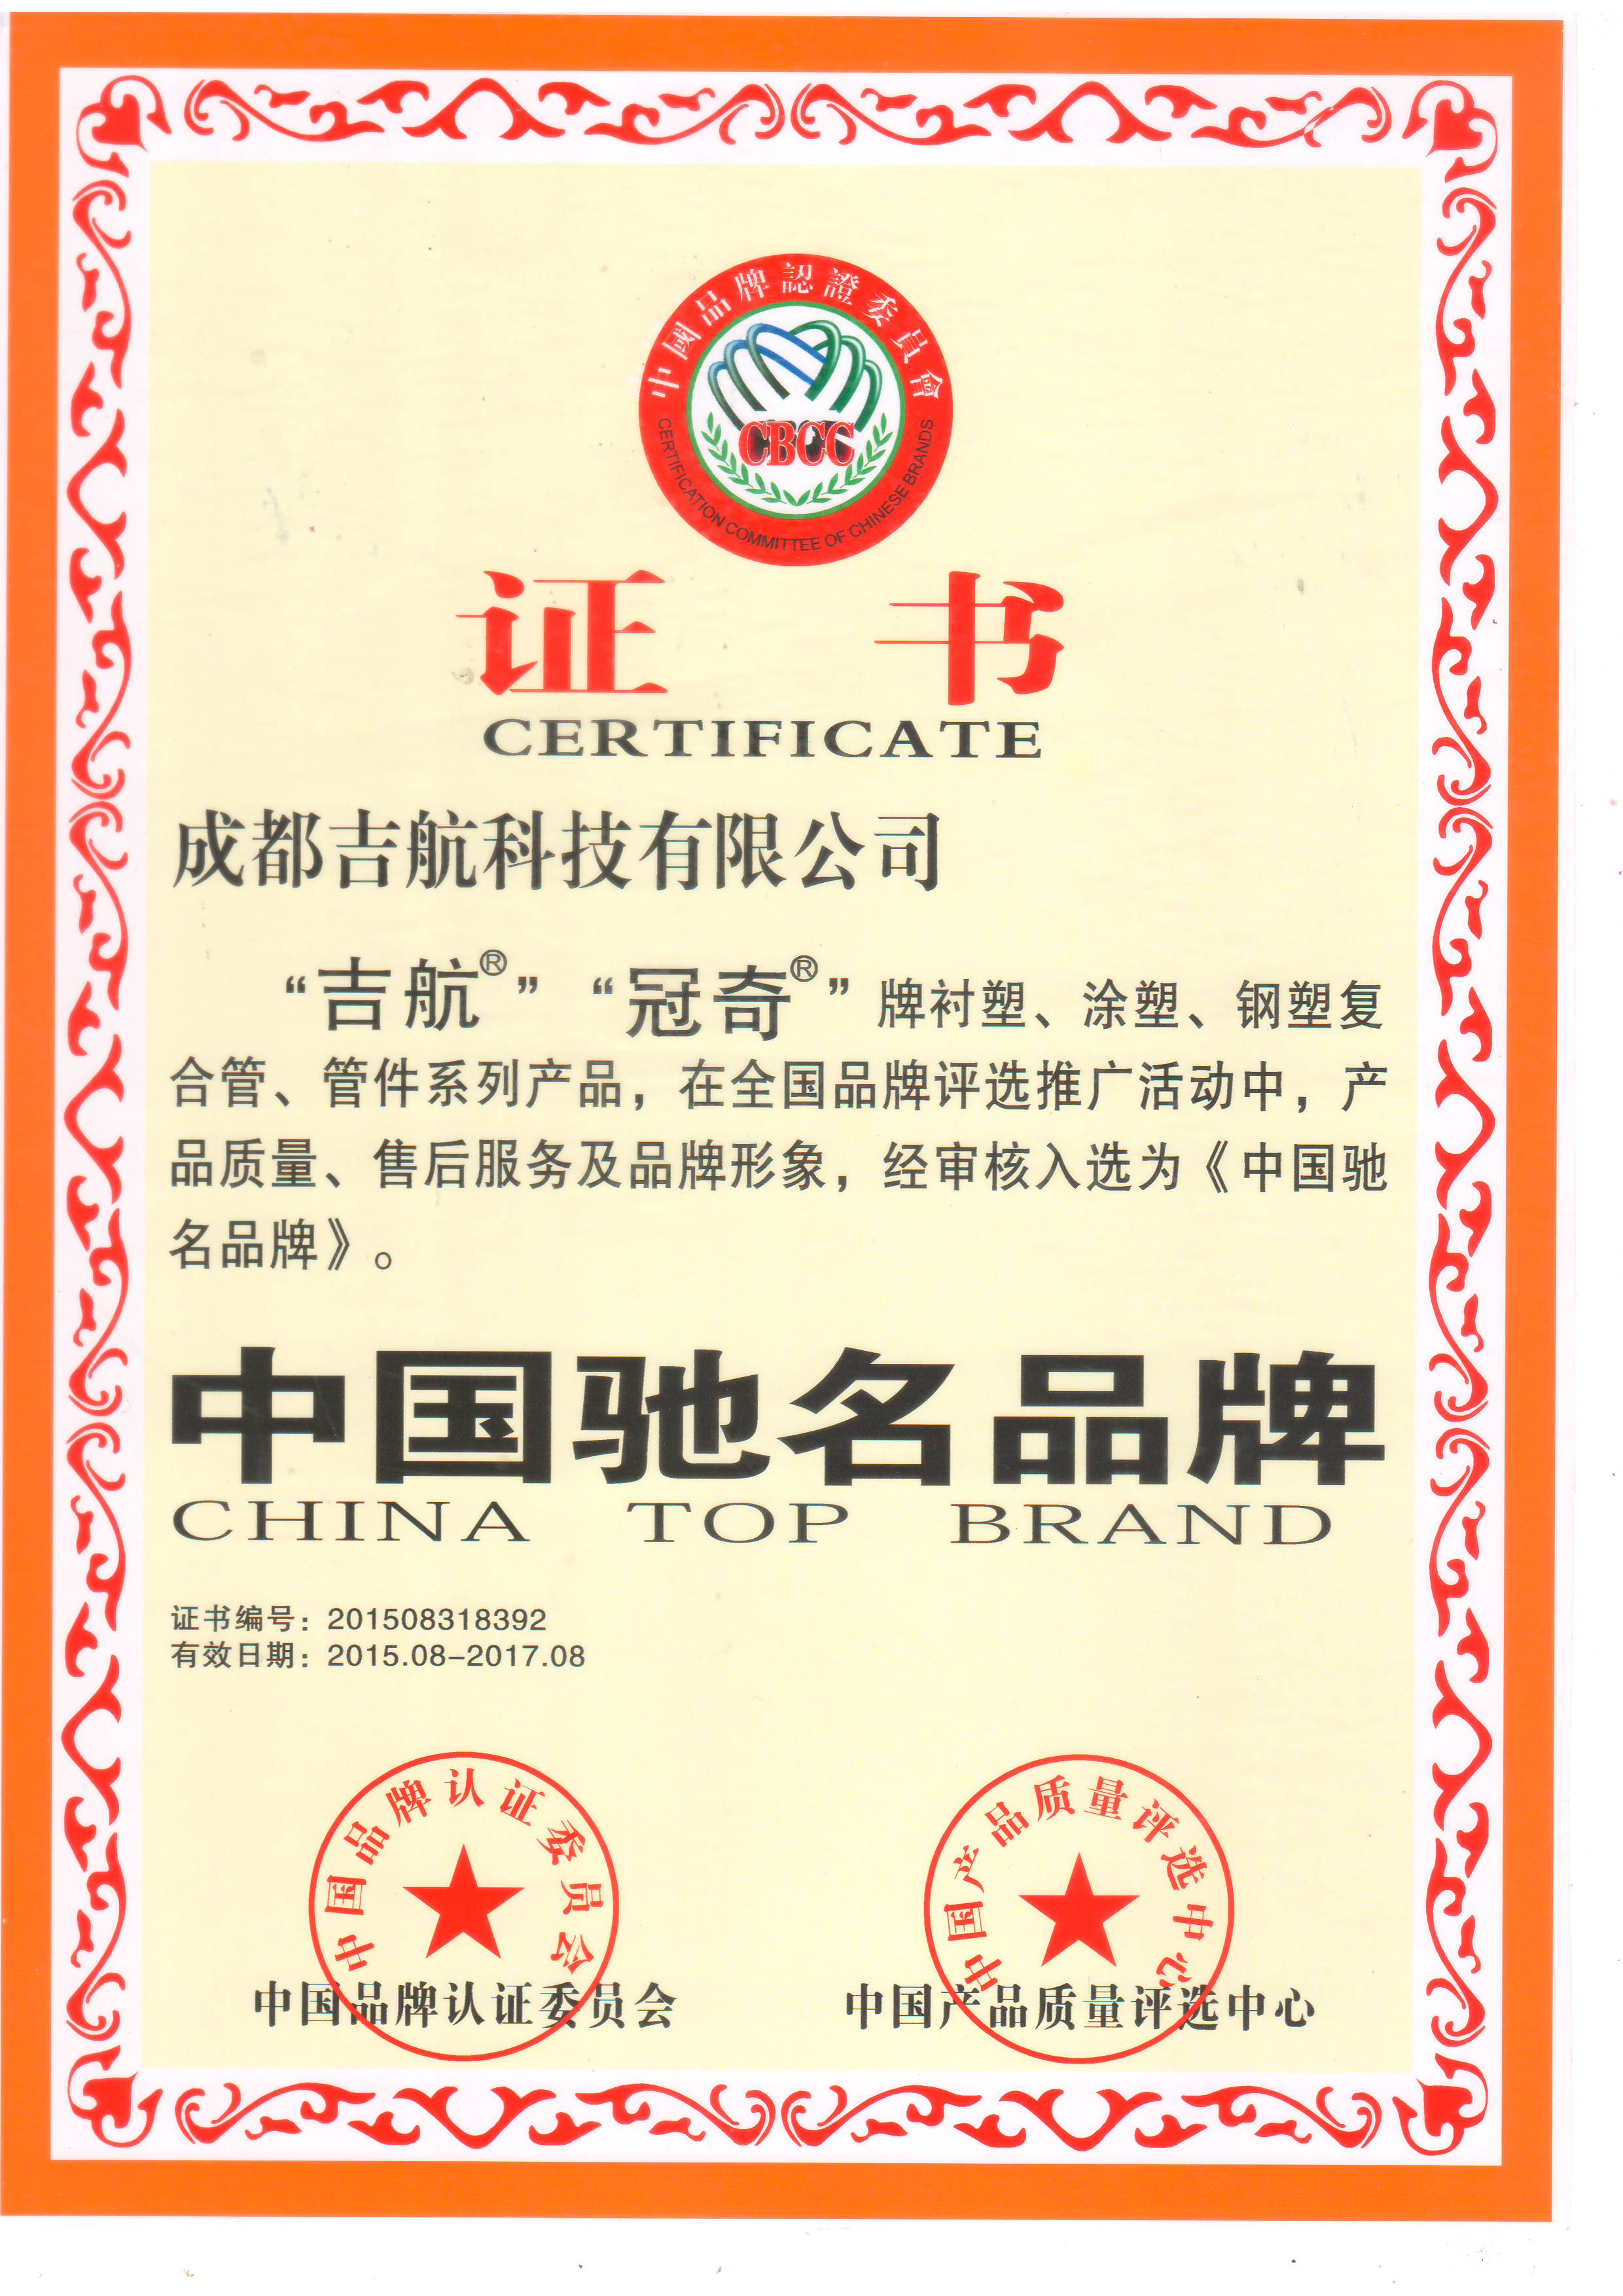 中國品牌認證委員會
CBCC
CERTIFICATION COMMITTEE OF CHINESE BRANDS
证 书
CERTIFICATE
成都吉航科技有限公司
“吉航®”“冠奇®”牌衬塑、涂塑、钢塑复
合管、管件系列产品，在全国品牌评选推广活动中，产
品质量、售后服务及品牌形象，经审核入选为《中国驰
名品牌》。
中国驰名品牌
CHINA TOP BRAND
证书编号：201508318392
有效日期：2015.08-2017.08
中国品牌认证委员会
中国产品质量评选中心
中国品牌认证委员会
中国产品质量评选中心